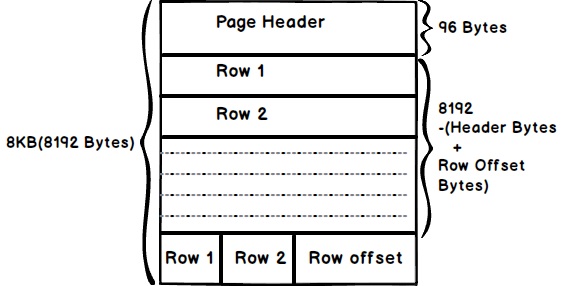 Page Header
96 Bytes
Row 1
Row 2
8KB(8192 Bytes)
8192
-(Header Bytes
+
Row Offset
Bytes)
Row 1
Row 2
Row offset